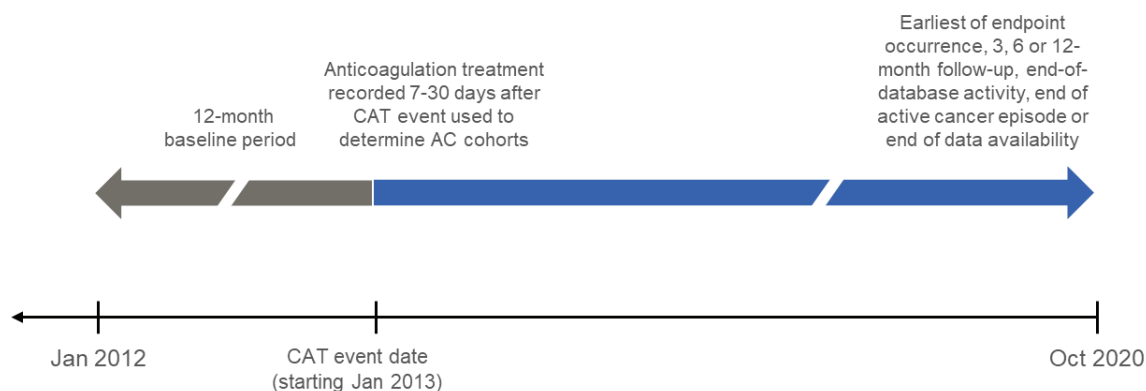 12-month
baseline period
Anticoagulation treatment
recorded 7-30 days after
CAT event used to
determine AC cohorts
Earliest of endpoint
occurrence, 3, 6 or 12-
month follow-up, end-of-
database activity, end of
active cancer episode or
end of data availability
Jan 2012
CAT event date
(starting Jan 2013)
Oct 2020